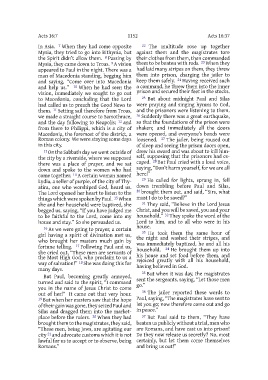 Acts 16:7
1152
Acts 16:37
in Asia. 7 When they had come opposite
Mysia, they tried to go into Bithynia, but
the Spirit didn't allow them. 8 Passing by
Mysia, they came down to Troas. 9 A vision
appeared to Paul in the night. There was a
man of Macedonia standing, begging him
and saying, "Come over into Macedonia
and help us." 10 When he had seen the
vision, immediately we sought to go out
to Macedonia, concluding that the Lord
had called us to preach the Good News to
them. 11 Setting sail therefore from Troas,
we made a straight course to Samothrace,
and the day following to Neapolis; 12 and
from there to Philippi, which is a city of
Macedonia, the foremost of the district, a
Roman colony. We were staying some days
in this city.
13 On the Sabbath day we went outside of
the city by a riverside, where we supposed
there was a place of prayer, and we sat
down and spoke to the women who had
come together. 14 A certain woman named
Lydia, a seller of purple, of the city of Thy-
atira, one who worshiped God, heard us.
The Lord opened her heart to listen to the
things which were spoken by Paul. 15 When
she and her household were baptized, she
begged us, saying, "If you have judged me
to be faithful to the Lord, come into my
house and stay." So she persuaded us.
16 As we were going to prayer, a certain
girl having a spirit of divination met us,
who brought her masters much gain by
fortune telling. 17 Following Paul and us,
she cried out, "These men are servants of
the Most High God, who proclaim to us a
way of salvation!" 18 She was doing this for
many days.
But Paul, becoming greatly annoyed,
turned and said to the spirit, "I command
you in the name of Jesus Christ to come
out of her!" It came out that very hour.
19 But when her masters saw that the hope
of their gain was gone, they seized Paul and
Silas and dragged them into the market-
place before the rulers. 20 When they had
brought them to the magistrates, they said,
"These men, being Jews, are agitating our
city 21 and advocate customs which it is not
lawful for us to accept or to observe, being
Romans."
22 The multitude rose up together
against them and the magistrates tore
their clothes from them, then commanded
them to be beaten with rods. 23 When they
had laid many stripes on them, they threw
them into prison, charging the jailer to
keep them safely. 24 Having received such
a command, he threw them into the inner
prison and secured their feet in the stocks.
25 But about midnight Paul and Silas
were praying and singing hymns to God,
and the prisoners were listening to them.
26 Suddenly there was a great earthquake,
so that the foundations of the prison were
shaken; and immediately all the doors
were opened, and everyone's bonds were
loosened. 27 The jailer, being roused out
of sleep and seeing the prison doors open,
drew his sword and was about to kill him-
self, supposing that the prisoners had es-
caped. 28 But Paul cried with a loud voice,
saying, "Don't harm yourself, for we are all
here!"
29 He called for lights, sprang in, fell
down trembling before Paul and Silas,
30 brought them out, and said, "Sirs, what
must I do to be saved?"
31 They said, "Believe in the Lord Jesus
Christ, and you will be saved, you and your
household." 32 They spoke the word of the
Lord to him, and to all who were in his
house.
33 He took them the same hour of
the night and washed their stripes, and
was immediately baptized, he and all his
household. 34 He brought them up into
his house and set food before them, and
rejoiced greatly with all his household,
having believed in God.
35 But when it was day, the magistrates
sent the sergeants, saying, "Let those men
go."
36 The jailer reported these words to
Paul, saying, "The magistrates have sent to
let you go; now therefore come out and go
in peace."
37 But Paul said to them, "They have
beaten us publicly without a trial, men who
are Romans, and have cast us into prison!
Do they now release us secretly? No, most
certainly, but let them come themselves
and bring us out!"